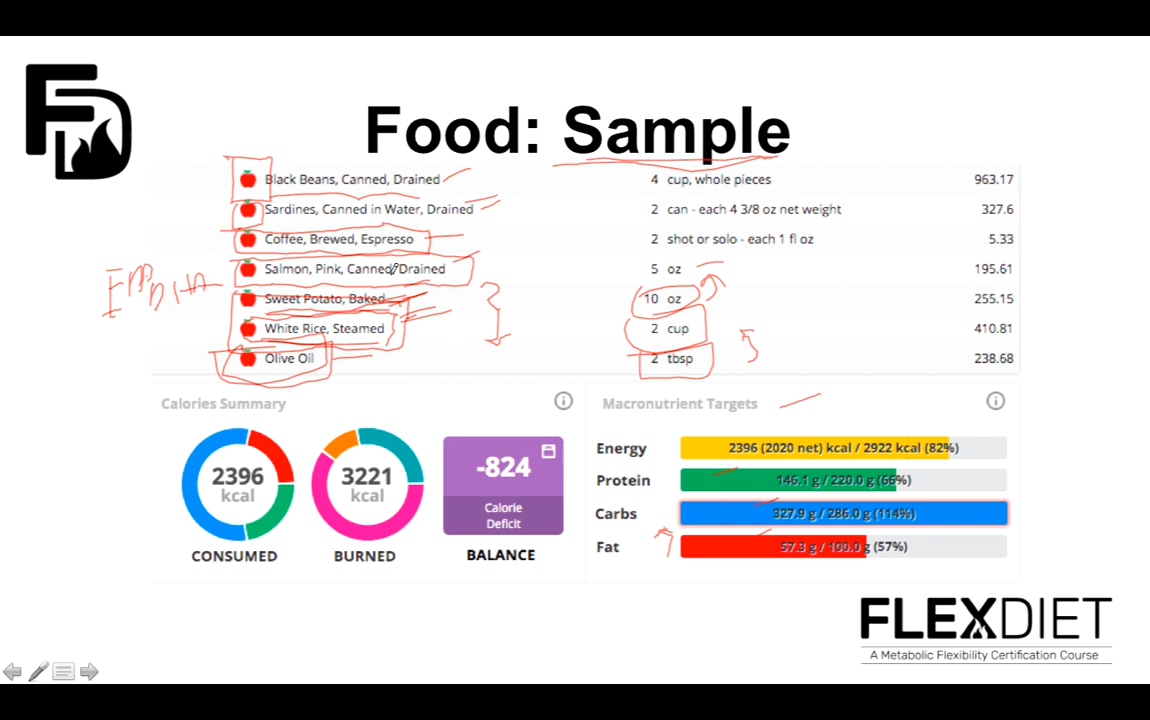 FD
Food: Sample
Black Beans, Canned, Drained 4 cup, whole pieces 963.17
Sardines, Canned in Water, Drained 2 can - each 4 3/8 oz net weight 327.6
Coffee, Brewed, Espresso 2 shot or solo - each 1 fl oz 5.33
Salmon, Pink, Canned, Drained 5 oz 195.61
Sweet Potato, Baked 10 oz 255.15
White Rice, Steamed 2 cup 410.81
Olive Oil 2 tbsp 238.68
Calories Summary
2396
kcal
CONSUMED
3221
kcal
BURNED
-824
Calorie
Deficit
BALANCE
Macronutrient Targets
Energy 2396 (2020 net) kcal / 2922 kcal (82%)
Protein 146.1 g / 220.0 g (66%)
Carbs 327.9 g / 286.0 g (114%)
Fat 57.3 g / 100.0 g (57%)
FLEXDIET
A Metabolic Flexibility Certification Course